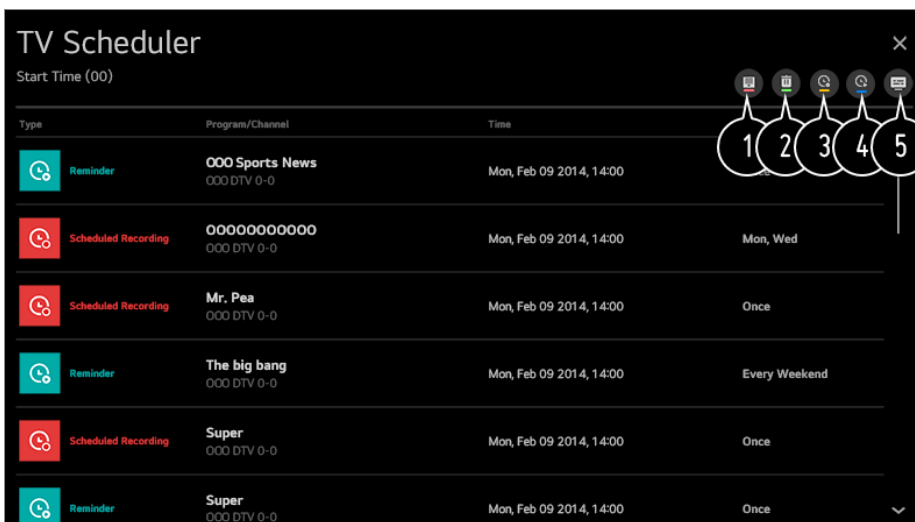 TV Scheduler
Start Time (00)
1 2 3 4 5
Type Program/Channel Time
Reminder
OOO Sports News
OOO DTV 0-0
Mon, Feb 09 2014, 14:00
Scheduled Recording
OOOOOOOOOOO
OOO DTV 0-0
Mon, Feb 09 2014, 14:00
Mon, Wed
Scheduled Recording
Mr. Pea
OOO DTV 0-0
Mon, Feb 09 2014, 14:00
Once
Reminder
The big bang
OOO DTV 0-0
Mon, Feb 09 2014, 14:00
Every Weekend
Scheduled Recording
Super
OOO DTV 0-0
Mon, Feb 09 2014, 14:00
Once
Reminder
Super
OOO DTV 0-0
Mon, Feb 09 2014, 14:00
Once